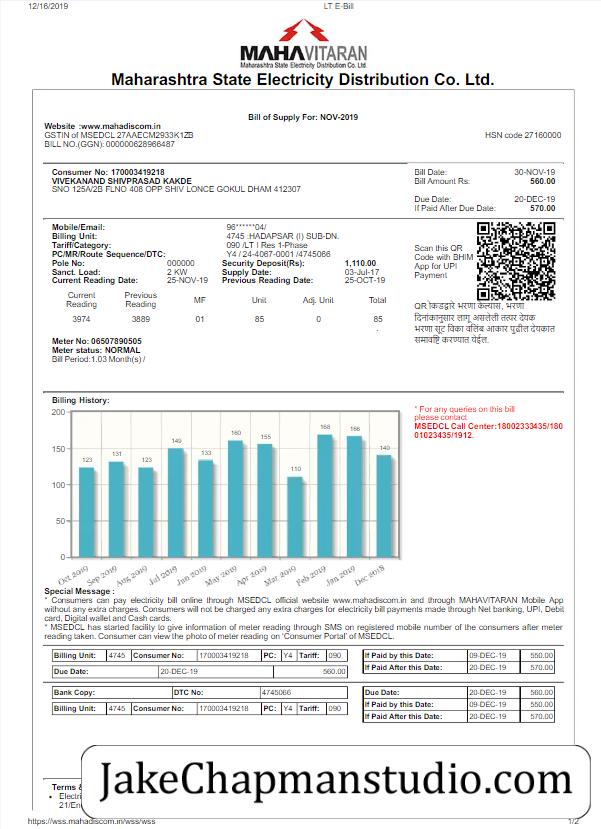 12/16/2019 LT E-Bill
MAHAVITARAN
Maharashtra State Electricity Distribution Co. Ltd.
Maharashtra State Electricity Distribution Co. Ltd.
Bill of Supply For: NOV-2019
Website :www.mahadiscom.in
GSTIN of MSEDCL 27AAECM2933K1ZB HSN code 27160000
BILL NO.(GGN): 000000628966487
Consumer No: 170003419218 Bill Date: 30-NOV-19
VIVEKANAND SHIVPRASAD KAKDE Bill Amount Rs: 560.00
SNO 125A/2B FLNO 408 OPP SHIV LONCE GOKUL DHAM 412307
Due Date: 20-DEC-19
If Paid After Due Date: 570.00
Mobile/Email: 96******04/
Billing Unit: 4745 :HADAPSAR (I) SUB-DN.
Tariff/Category: 090 /LT I Res 1-Phase
PC/MR/Route Sequence/DTC: Y4 / 24-4067-0001 /4745066
Pole No: 000000 Security Deposit(Rs): 1,110.00
Sanct. Load: 2 KW Supply Date: 03-Jul-17
Current Reading Date: 25-NOV-19 Previous Reading Date: 25-OCT-19
Scan this QR
Code with BHIM
App for UPI
Payment
Current Reading Previous Reading MF Unit Adj. Unit Total
3974 3889 01 85 0 85
QR कोडद्वारे भरणा केल्यास, भरणा
दिनांकानुसार लागू असलेली तत्पर देयक
भरणा सूट विका वलिंब आकार पुढील देयकात
समाविष्ट करण्यात येईल.
Meter No: 06507890505
Meter status: NORMAL
Bill Period:1.03 Month(s) /
Billing History:
200
150
100
50
0
123 131 123 149 133 160 155 110 168 166 140
Oct 2019 Sep 2019 Aug 2019 Jul 2019 Jun 2019 May 2019 Apr 2019 Mar 2019 Feb 2019 Jan 2019 Dec 2018
* For any queries on this bill
please contact
MSEDCL Call Center:18002333435/180
01023435/1912.
Special Message :
* Consumers can pay electricity bill online through MSEDCL official website www.mahadiscom.in and through MAHAVITARAN Mobile App
without any extra charges. Consumers will not be charged any extra charges for electricity bill payments made through Net banking, UPI, Debit
card, Digital wallet and Cash cards.
* MSEDCL has started facility to give information of meter reading through SMS on registered mobile number of the consumers after meter
reading taken. Consumer can view the photo of meter reading on 'Consumer Portal' of MSEDCL.
Billing Unit: 4745 Consumer No: 170003419218 PC: Y4 Tariff: 090 If Paid by this Date: 09-DEC-19 550.00
Due Date: 20-DEC-19 560.00 If Paid After this Date: 20-DEC-19 570.00
Bank Copy: DTC No: 4745066 Due Date: 20-DEC-19 560.00
Billing Unit: 4745 Consumer No: 170003419218 PC: Y4 Tariff: 090 If Paid by this Date: 09-DEC-19 550.00
If Paid After this Date: 20-DEC-19 570.00
JakeChapmanstudio.com
Terms
• Electri
21/En
https://wss.mahadiscom.in/wss/wss 1/2